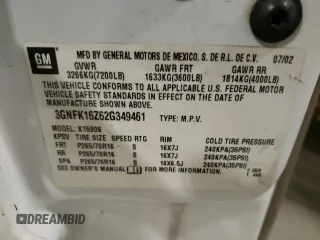 GM
MFD BY GENERAL MOTORS DE MEXICO, S. DE R.L. DE C.V. 07/02
GVWR GAWR FRT GAWR RR
3266KG(7200LB) 1633KG(3600LB) 1814KG(4000LB)
THIS VEHICLE CONFORMS TO ALL APPLICABLE U.S. FEDERAL MOTOR
VEHICLE SAFETY STANDARDS IN EFFECT ON THE DATE OF
MANUFACTURE SHOWN ABOVE.
3GNFK16Z62G349461 TYPE: M.P.V.
MODEL: K15906
TIRE SIZE SPEED RTG RIM COLD TIRE PRESSURE
FRT P265/70R16 S 16X7J 240KPA(35PSI)
RR P265/70R16 S 16X7J 240KPA(35PSI)
SPA P265/70R16 S 16X6.5J 240KPA(35PSI)
SEE OWNER'S MANUAL FOR MORE INFORMATION.